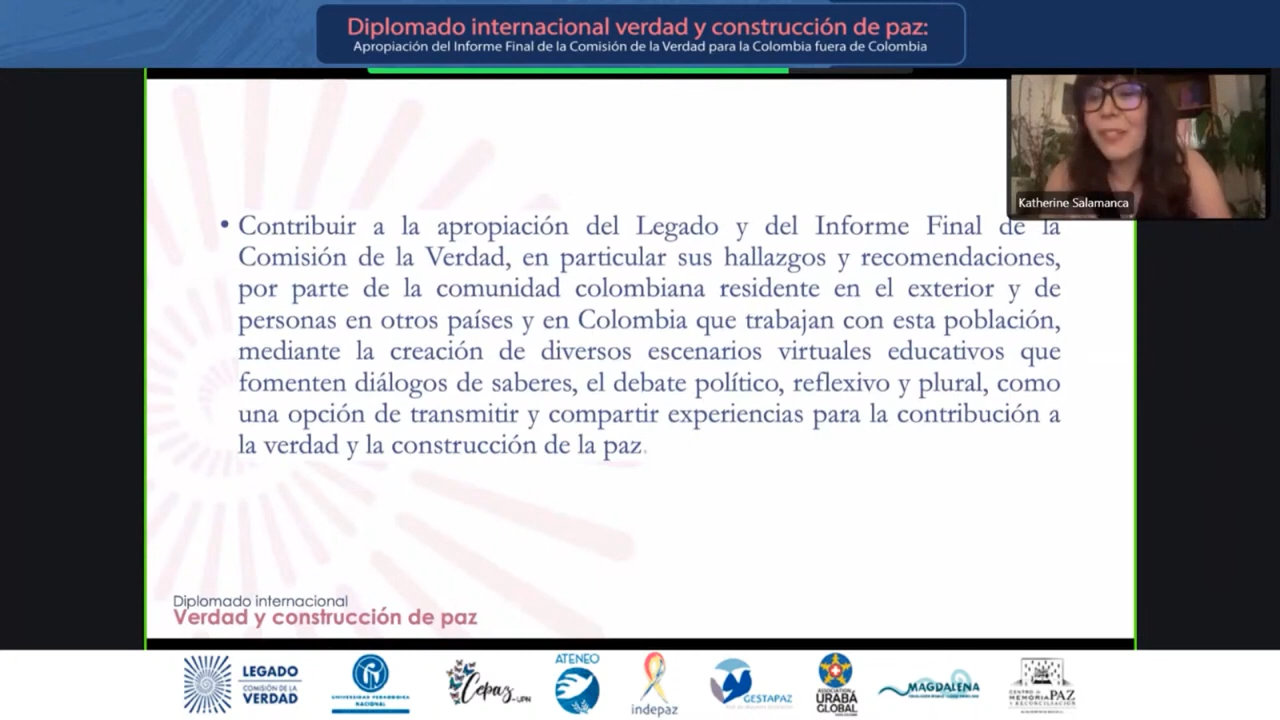 Diplomado internacional verdad y construcción de paz:
Apropiación del Informe Final de la Comisión de la Verdad para la Colombia fuera de Colombia
Katherine Salamanca
• Contribuir a la apropiación del Legado y del Informe Final de la
Comisión de la Verdad, en particular sus hallazgos y recomendaciones,
por parte de la comunidad colombiana residente en el exterior y de
personas en otros países y en Colombia que trabajan con esta población,
mediante la creación de diversos escenarios virtuales educativos que
fomenten diálogos de saberes, el debate político, reflexivo y plural, como
una opción de transmitir y compartir experiencias para la contribución a
la verdad y la construcción de la paz.
Diplomado internacional
Verdad y construcción de paz
LEGADO
COMISIÓN DE LA
VERDAD
UNIVERSIDAD PEDAGOGICA
NACIONAL
Cepaz UPN
ATENEO
indepaz
GESTAPAZ
ASSOCIATION
URABÁ
GLOBAL
MAGDALENA
CENTRO de
MEMORIA PAZ
Y RECONCILIACIÓN